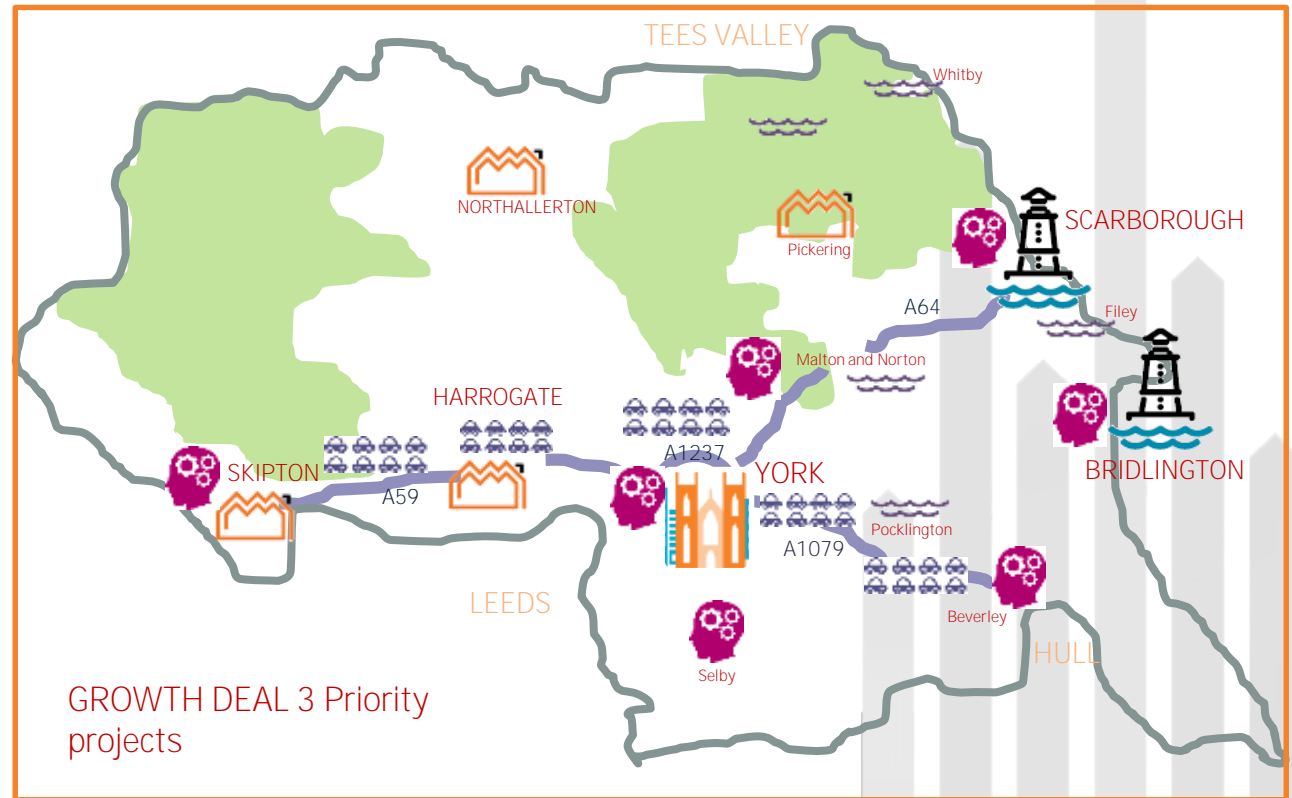 TEES VALLEY
Whitby
NORTHALLERTON
SCARBOROUGH
Pickering
A64
Filey
Malton and Norton
HARROGATE
A1237
YORK
SKIPTON
A59
BRIDLINGTON
Pocklington
A1079
LEEDS
Beverley
HULL
Selby
GROWTH DEAL 3 Priority
projects